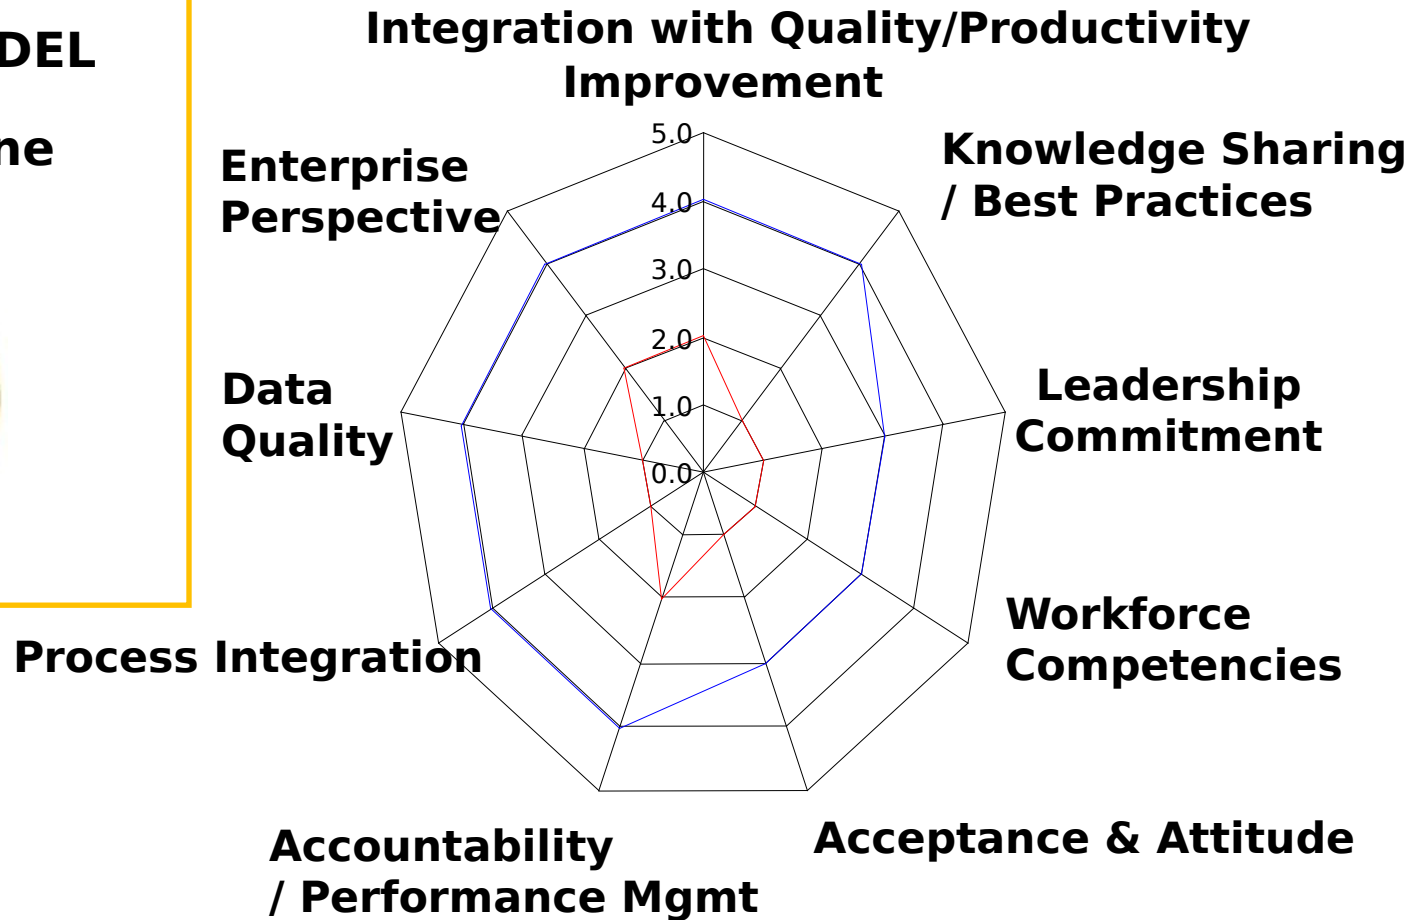 DEL
ne
Integration with Quality/Productivity
Improvement
Knowledge Sharing
/ Best Practices
Enterprise
Perspective
5.0
4.0
3.0
2.0
1.0
0.0
Data
Quality
Leadership
Commitment
Workforce
Competencies
Process Integration
Acceptance & Attitude
Accountability
/ Performance Mgmt